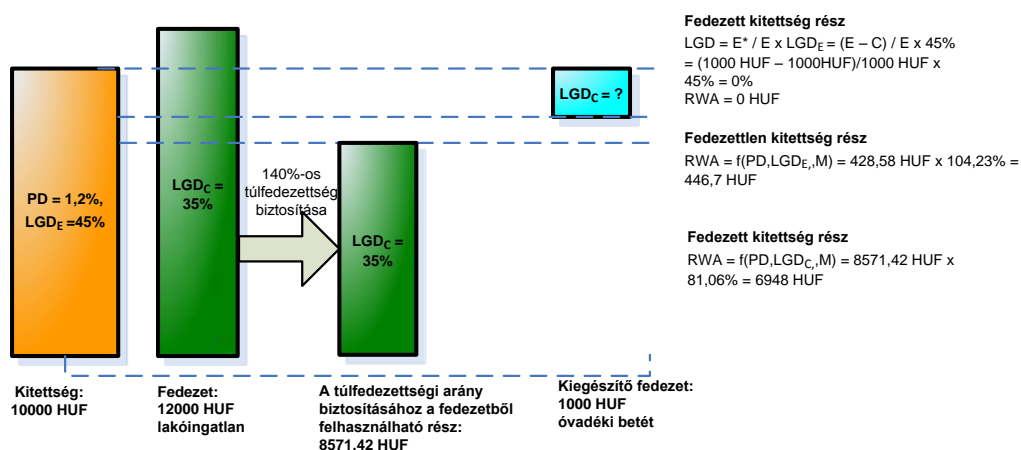 Fedezett kitettség rész
LGD = E* / E x LGDE = (E – C) / E x 45%
= (1000 HUF – 1000HUF)/1000 HUF x
45% = 0%
RWA = 0 HUF
LGDC = ?
Fedezettlen kitettség rész
RWA = f(PD,LGDE,,M) = 428,58 HUF x 104,23% =
446,7 HUF
140%-os
túlfedezettség
biztosítása
PD = 1,2%,
LGDE =45%
LGDC =
35%
LGDC =
35%
Fedezett kitettség rész
RWA = f(PD,LGDC,,M) = 8571,42 HUF x
81,06% = 6948 HUF
Kitettség:
10000 HUF
Fedezet:
12000 HUF
lakóingatlan
A túlfedezettségi arány
biztosításához a fedezetből
felhasználható rész:
8571,42 HUF
Kiegészítő fedezet:
1000 HUF
óvadéki betét